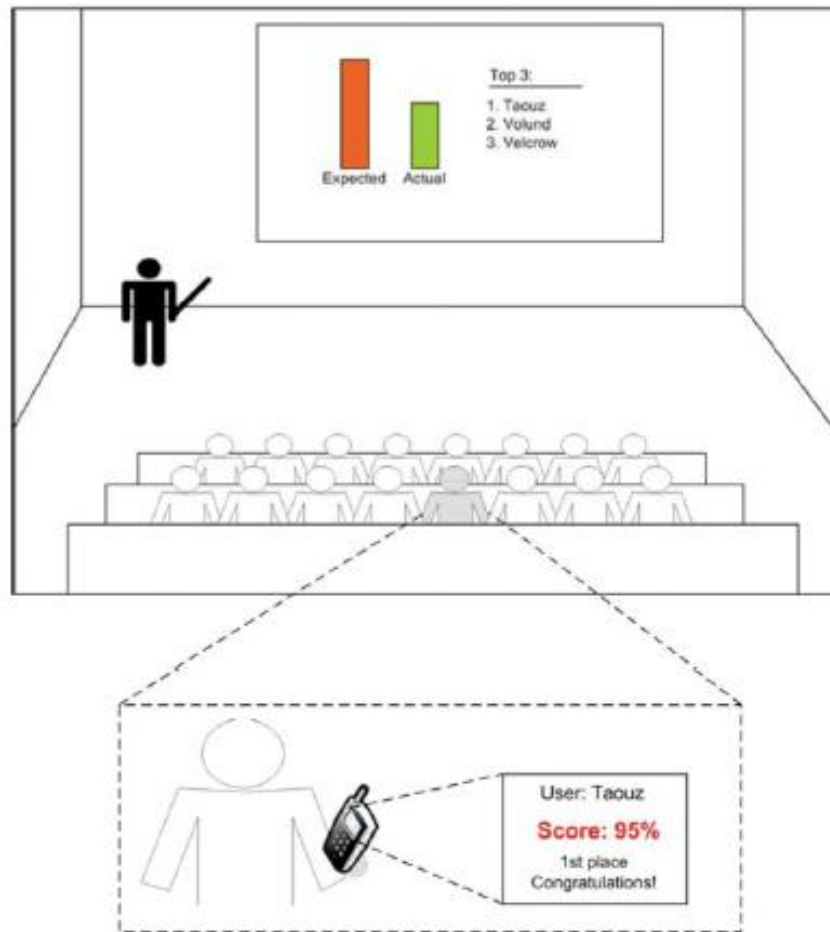 Top 3:
1. Taouz
2. Volund
3. Velcrow
Expected Actual
User: Taouz
Score: 95%
1st place
Congratulations!